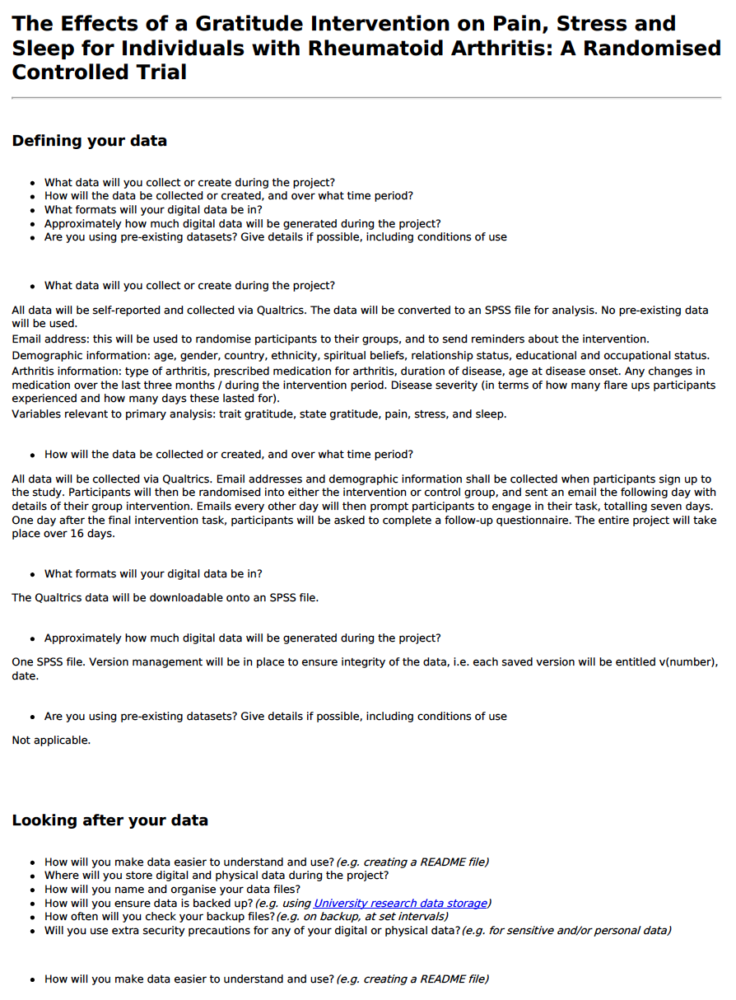 The Effects of a Gratitude Intervention on Pain, Stress and
Sleep for Individuals with Rheumatoid Arthritis: A Randomised
Controlled Trial
Defining your data
• What data will you collect or create during the project?
• How will the data be collected or created, and over what time period?
• What formats will your digital data be in?
• Approximately how much digital data will be generated during the project?
• Are you using pre-existing datasets? Give details if possible, including conditions of use
• What data will you collect or create during the project?
All data will be self-reported and collected via Qualtrics. The data will be converted to an SPSS file for analysis. No pre-existing data
will be used.
Email address: this will be used to randomise participants to their groups, and to send reminders about the intervention.
Demographic information: age, gender, country, ethnicity, spiritual beliefs, relationship status, educational and occupational status.
Arthritis information: type of arthritis, prescribed medication for arthritis, duration of disease, age at disease onset. Any changes in
medication over the last three months / during the intervention period. Disease severity (in terms of how many flare ups participants
experienced and how many days these lasted for).
Variables relevant to primary analysis: trait gratitude, state gratitude, pain, stress, and sleep.
• How will the data be collected or created, and over what time period?
All data will be collected via Qualtrics. Email addresses and demographic information shall be collected when participants sign up to
the study. Participants will then be randomised into either the intervention or control group, and sent an email the following day with
details of their group intervention. Emails every other day will then prompt participants to engage in their task, totalling seven days.
One day after the final intervention task, participants will be asked to complete a follow-up questionnaire. The entire project will take
place over 16 days.
• What formats will your digital data be in?
The Qualtrics data will be downloadable onto an SPSS file.
• Approximately how much digital data will be generated during the project?
One SPSS file. Version management will be in place to ensure integrity of the data, i.e. each saved version will be entitled v(number),
date.
• Are you using pre-existing datasets? Give details if possible, including conditions of use
Not applicable.
Looking after your data
• How will you make data easier to understand and use? (e.g. creating a README file)
• Where will you store digital and physical data during the project?
• How will you name and organise your data files?
• How will you ensure data is backed up? (e.g. using University research data storage)
• How often will you check your backup files? (e.g. on backup, at set intervals)
• Will you use extra security precautions for any of your digital or physical data? (e.g. for sensitive and/or personal data)
• How will you make data easier to understand and use? (e.g. creating a README file)